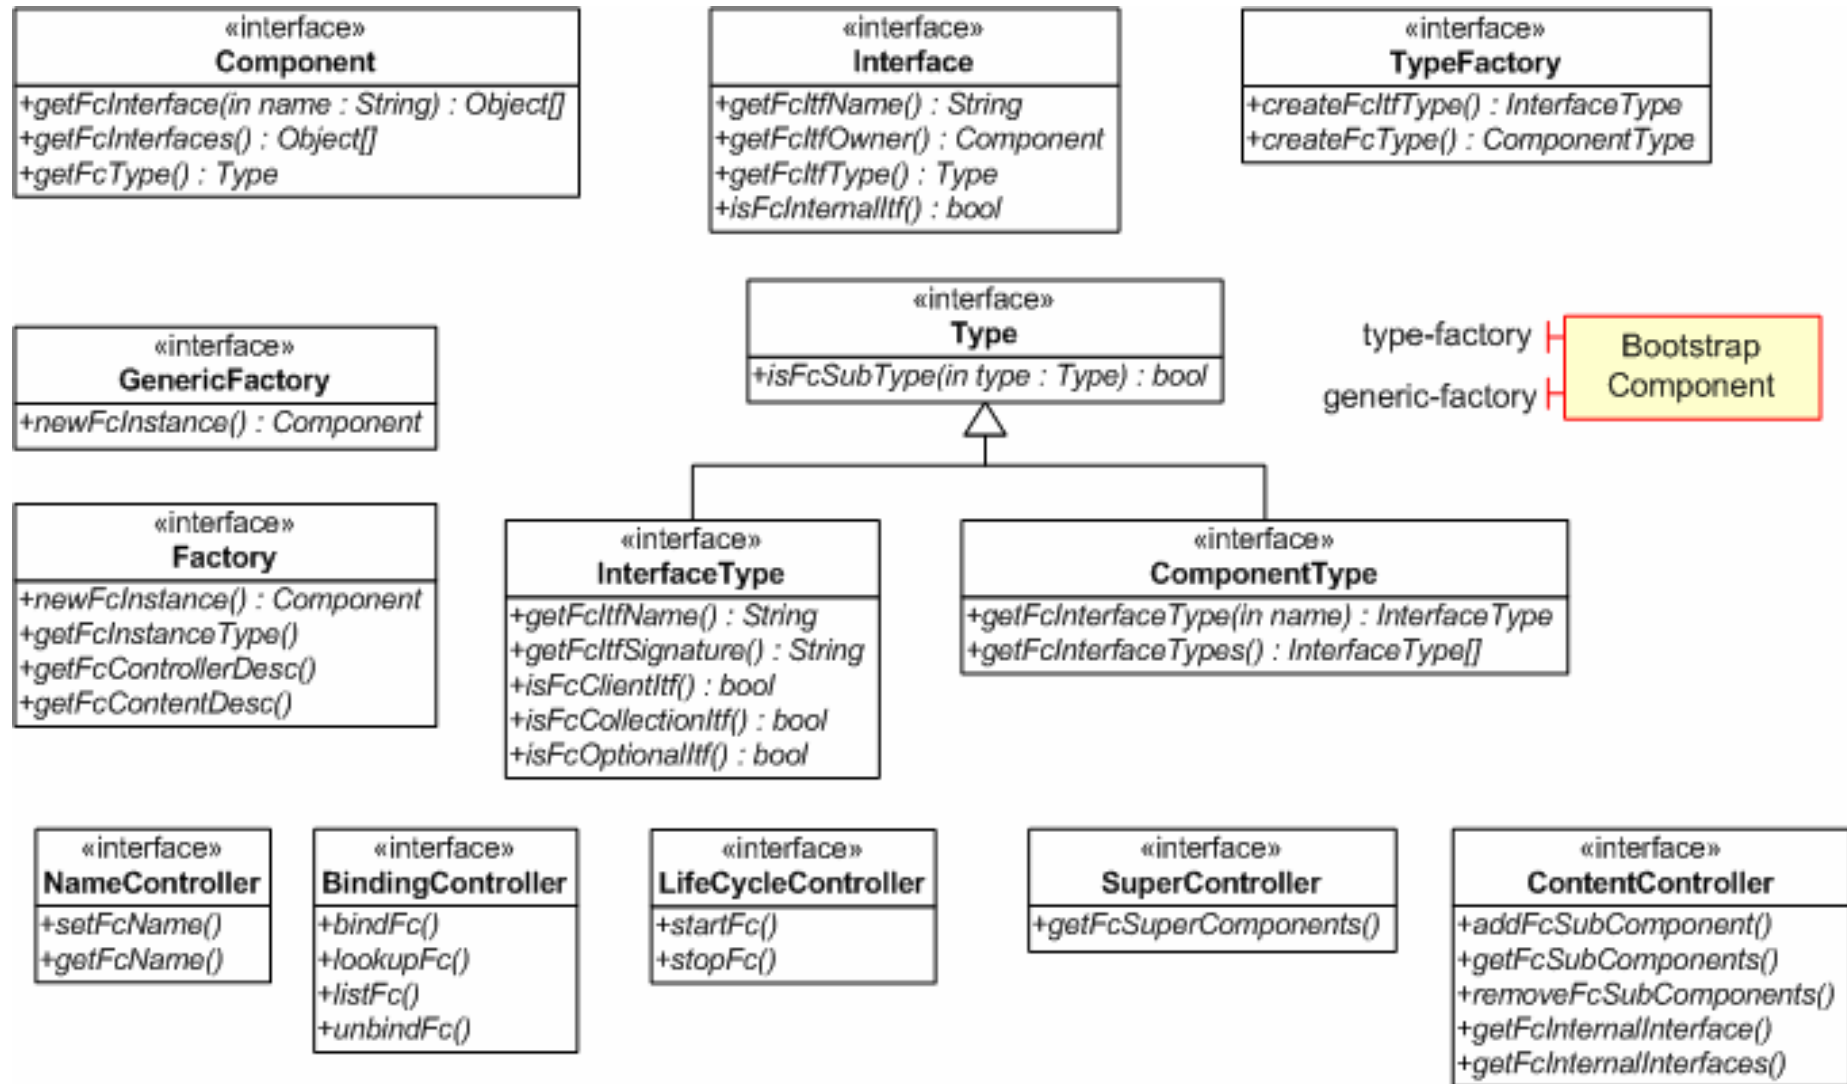 «interface»
Component
+getFcInterface(in name : String) : Object[]
+getFcInterfaces() : Object[]
+getFcType() : Type
«interface»
Interface
+getFcItfName() : String
+getFcItfOwner() : Component
+getFcItfType() : Type
+isFcInternalItf() : bool
«interface»
TypeFactory
+createFcItfType() : InterfaceType
+createFcType() : ComponentType
«interface»
GenericFactory
+newFcInstance() : Component
«interface»
Type
+isFcSubType(in type : Type) : bool
type-factory
generic-factory
Bootstrap
Component
«interface»
Factory
+newFcInstance() : Component
+getFcInstanceType()
+getFcControllerDesc()
+getFcContentDesc()
«interface»
InterfaceType
+getFcItfName() : String
+getFcItfSignature() : String
+isFcClientItf() : bool
+isFcCollectionItf() : bool
+isFcOptionalItf() : bool
«interface»
ComponentType
+getFcInterfaceType(in name) : InterfaceType
+getFcInterfaceTypes() : InterfaceType[]
«interface»
NameController
+setFcName()
+getFcName()
«interface»
BindingController
+bindFc()
+lookupFc()
+listFc()
+unbindFc()
«interface»
LifeCycleController
+startFc()
+stopFc()
«interface»
SuperController
+getFcSuperComponents()
«interface»
ContentController
+addFcSubComponent()
+getFcSubComponents()
+removeFcSubComponents()
+getFcInternalInterface()
+getFcInternalInterfaces()